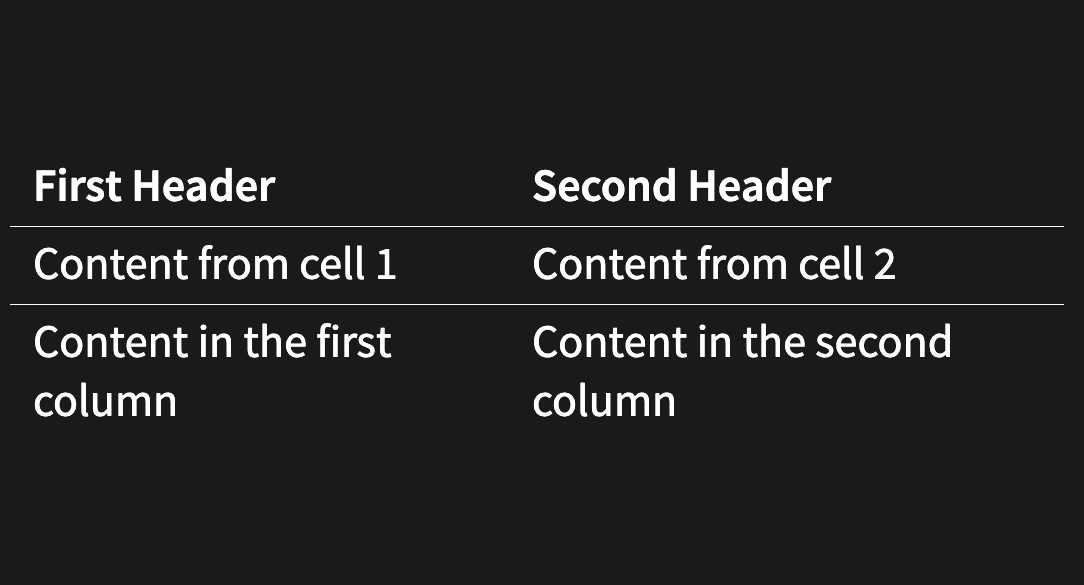 First Header Second Header
Content from cell 1 Content from cell 2
Content in the first column Content in the second column